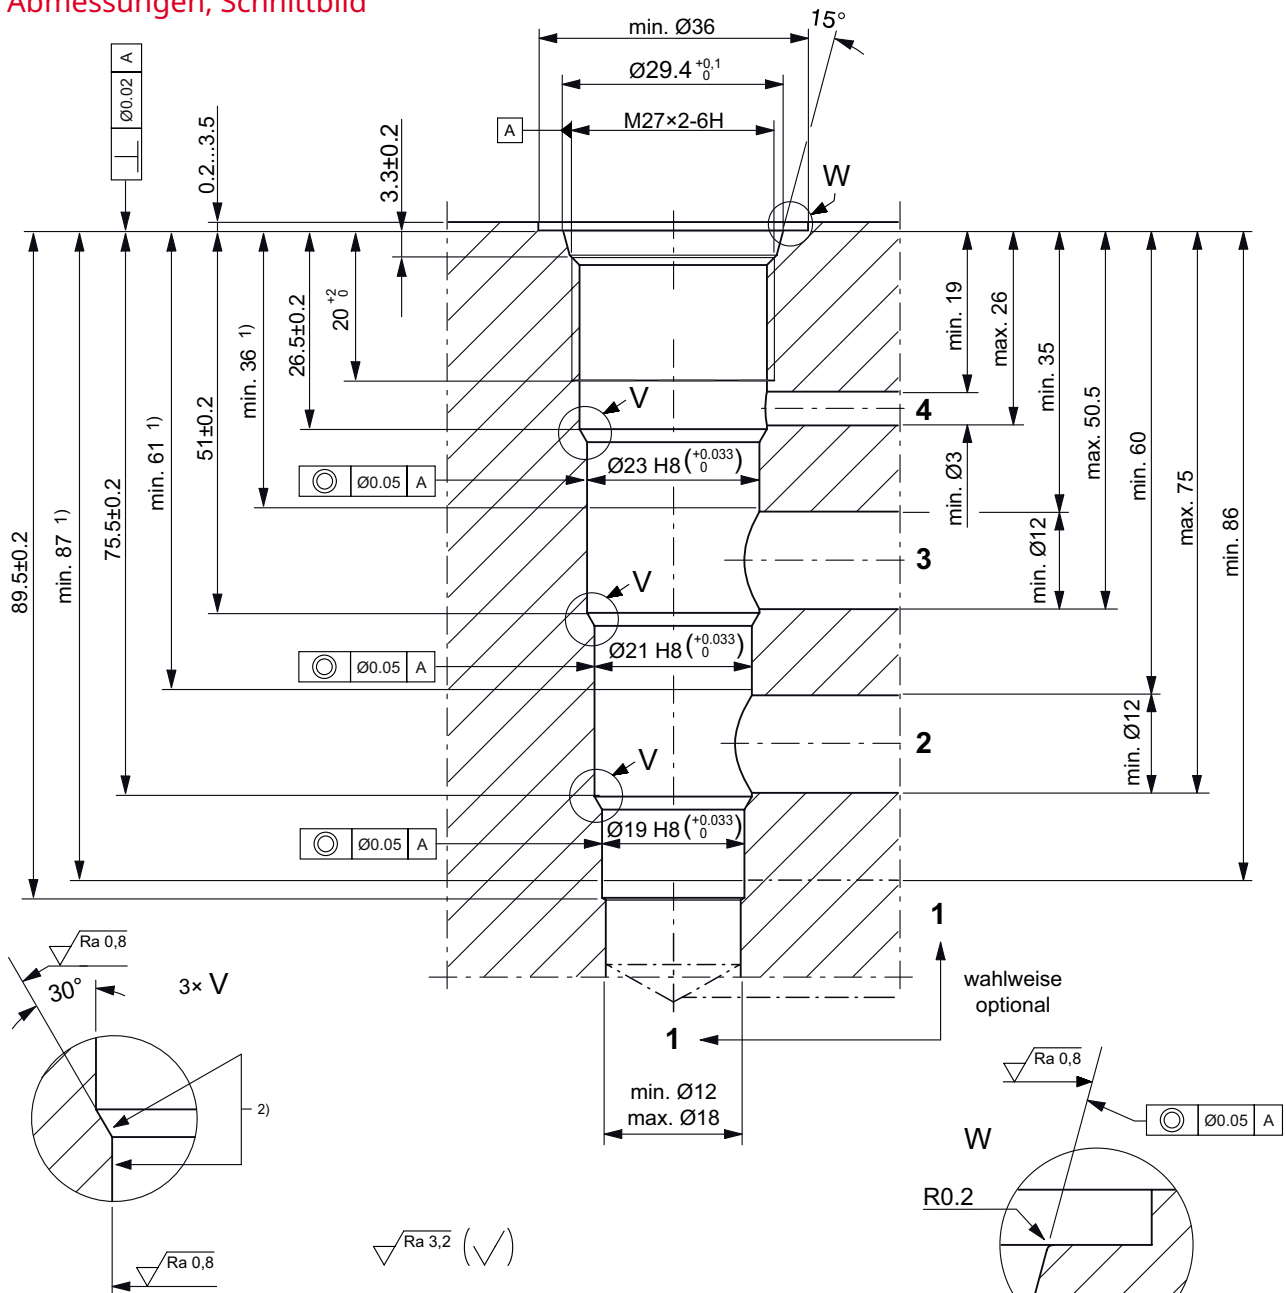 Abmessungen, Schnittbild
min. Ø36
15°
Ø29.4 +0,1 0
M27×2-6H
A
Ø0.02 A
0.2...3.5
3.3±0.2
W
20 +2 0
26.5±0.2
min. 36 1)
51±0.2
min. 61 1)
75.5±0.2
min. 87 1)
89.5±0.2
min. 19
max. 26
min. 35
max. 50.5
min. 60
max. 75
min. 86
V
4
Ø23 H8 (+0.033 0)
Ø0.05 A
min. Ø3
min. Ø12
3
V
Ø21 H8 (+0.033 0)
Ø0.05 A
2
min. Ø12
V
Ø19 H8 (+0.033 0)
Ø0.05 A
1
wahlweise
optional
1
min. Ø12
max. Ø18
Ra 0,8
30°
3× V
2)
Ra 0,8
Ra 3,2
Ra 0,8
Ø0.05 A
W
R0.2